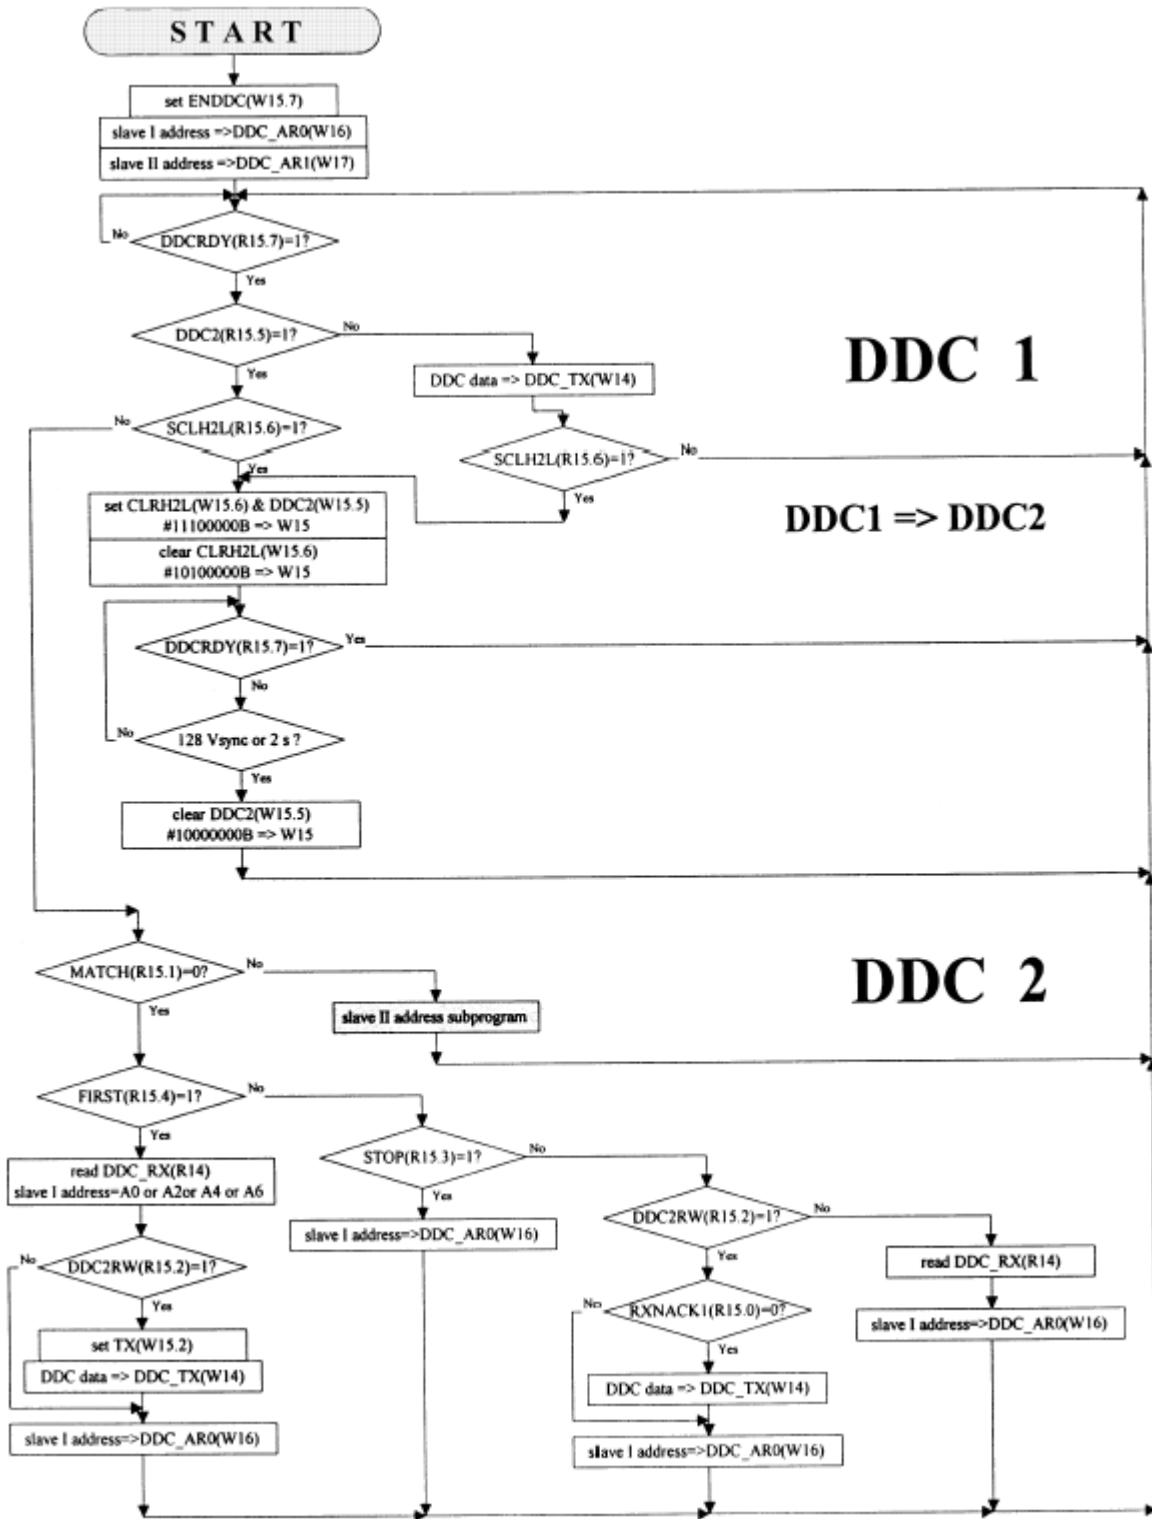 START
set ENDDC(W15.7)
slave I address =>DDC_AR0(W16)
slave II address =>DDC_AR1(W17)
No
DDCRDY(R15.7)=1?
Yes
DDC2(R15.5)=1?
No
Yes
DDC 1
DDC data => DDC_TX(W14)
No
SCLH2L(R15.6)=1?
Yes
SCLH2L(R15.6)=1?
No
Yes
set CLRH2L(W15.6) & DDC2(W15.5)
#11100000B => W15
DDC1 => DDC2
clear CLRH2L(W15.6)
#10100000B => W15
DDCRDY(R15.7)=1?
Yes
No
No
128 Vsync or 2 s ?
Yes
clear DDC2(W15.5)
#10000000B => W15
MATCH(R15.1)=0?
No
Yes
DDC 2
slave II address subprogram
FIRST(R15.4)=1?
No
Yes
STOP(R15.3)=1?
No
Yes
read DDC_RX(R14)
slave I address=A0 or A2or A4 or A6
slave I address=>DDC_AR0(W16)
DDC2RW(R15.2)=1?
No
Yes
read DDC_RX(R14)
No
DDC2RW(R15.2)=1?
Yes
No
RXNACK1(R15.0)=0?
Yes
slave I address=>DDC_AR0(W16)
set TX(W15.2)
DDC data => DDC_TX(W14)
DDC data => DDC_TX(W14)
slave I address=>DDC_AR0(W16)
slave I address=>DDC_AR0(W16)